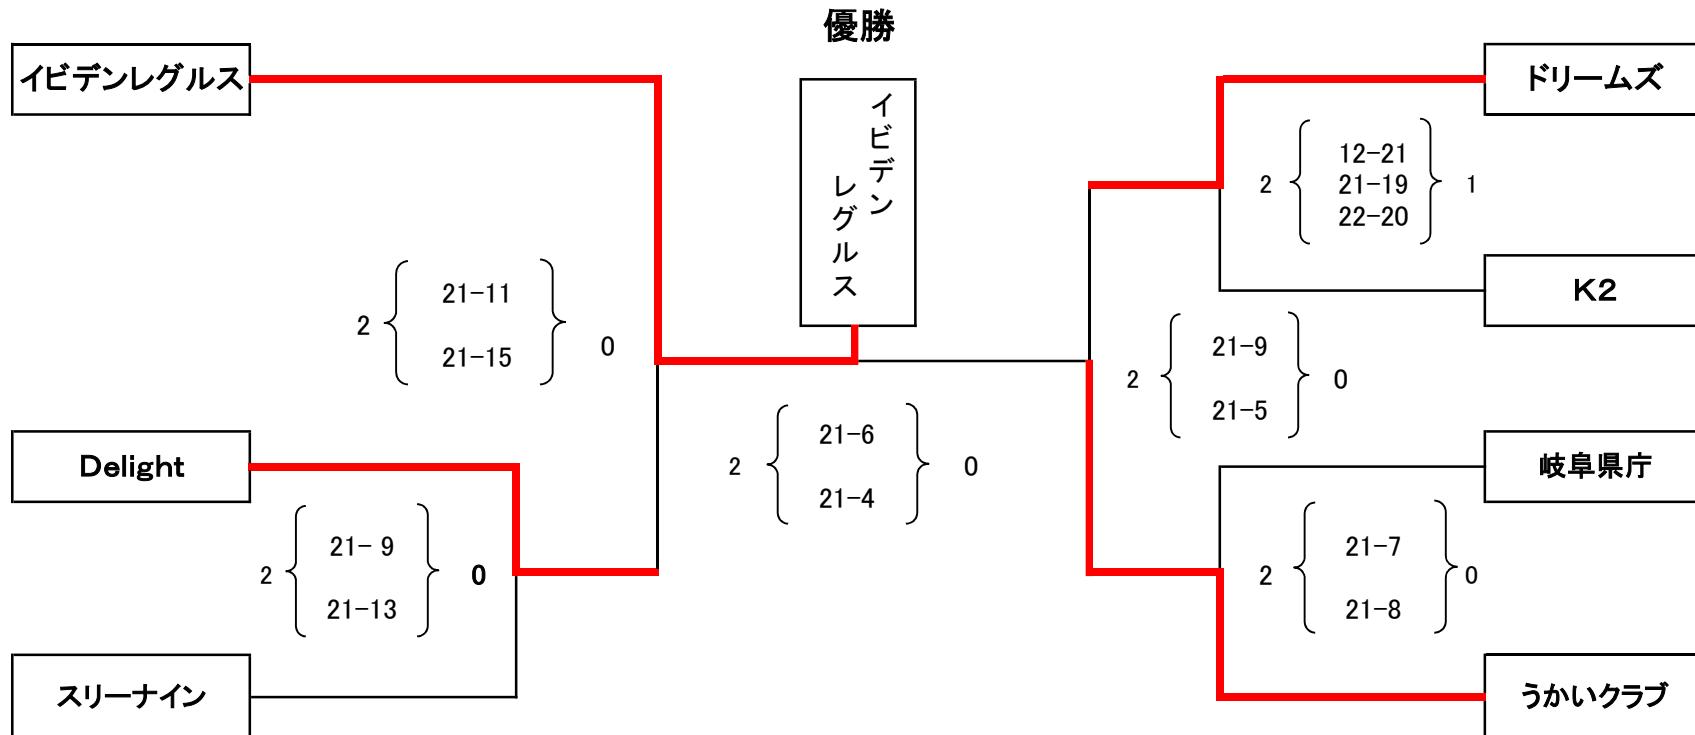 優勝
イビデンレグルス
イビデン
レグルス
ドリームズ
2
12-21
21-19
22-20
1
K2
2
21-11
21-15
0
2
21-9
21-5
0
Delight
2
21-6
21-4
0
岐阜県庁
2
21- 9
21-13
0
2
21-7
21-8
0
スリーナイン
うかいクラブ